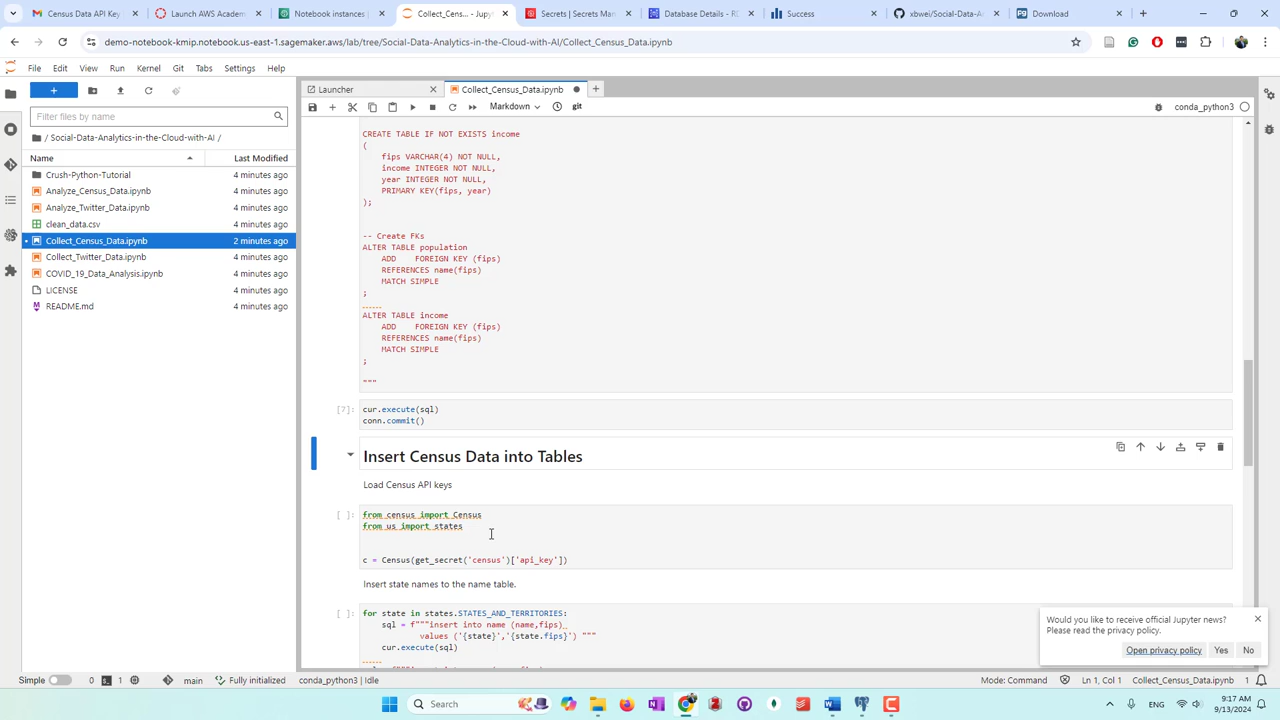 Census Data API Key
Launch AWS Academ
Notebook instances
Collect_Census... - Jupyt
Secrets | Secrets Man
Database Details - RE
Success
xbwei/Social-Data-An
Download
demo-notebook-kmip.notebook.us-east-1.sagemaker.aws/lab/tree/Social-Data-Analytics-in-the-Cloud-with-AI/Collect_Census_Data.ipynb
File Edit View Run Kernel Git Tabs Settings Help
Launcher
Collect_Census_Data.ipynb
Markdown
git
conda_python3
Filter files by name
/ Social-Data-Analytics-in-the-Cloud-with-AI /
Name Last Modified
Crush-Python-Tutorial 4 minutes ago
Analyze_Census_Data.ipynb 4 minutes ago
Analyze_Twitter_Data.ipynb 4 minutes ago
clean_data.csv 4 minutes ago
Collect_Census_Data.ipynb 2 minutes ago
Collect_Twitter_Data.ipynb 4 minutes ago
COVID_19_Data_Analysis.ipynb 4 minutes ago
LICENSE 4 minutes ago
README.md 4 minutes ago
CREATE TABLE IF NOT EXISTS income
(
fips VARCHAR(4) NOT NULL,
income INTEGER NOT NULL,
year INTEGER NOT NULL,
PRIMARY KEY(fips, year)
);
-- Create FKs
ALTER TABLE population
ADD FOREIGN KEY (fips)
REFERENCES name(fips)
MATCH SIMPLE
;
ALTER TABLE income
ADD FOREIGN KEY (fips)
REFERENCES name(fips)
MATCH SIMPLE
;
"""
[7]: cur.execute(sql)
conn.commit()
Insert Census Data into Tables
Load Census API keys
[ ]: from census import Census
from us import states
c = Census(get_secret('census')['api_key'])
Insert state names to the name table.
[ ]: for state in states.STATES_AND_TERRITORIES:
sql = f"""insert into name (name,fips)
values ('{state}','{state.fips}') """
cur.execute(sql)
Would you like to receive official Jupyter news?
Please read the privacy policy.
Open privacy policy Yes No
Simple 0 1 main Fully initialized conda_python3 | Idle Mode: Command Ln 1, Col 1 Collect_Census_Data.ipynb 1
Search
ENG
9:17 AM
9/13/2024